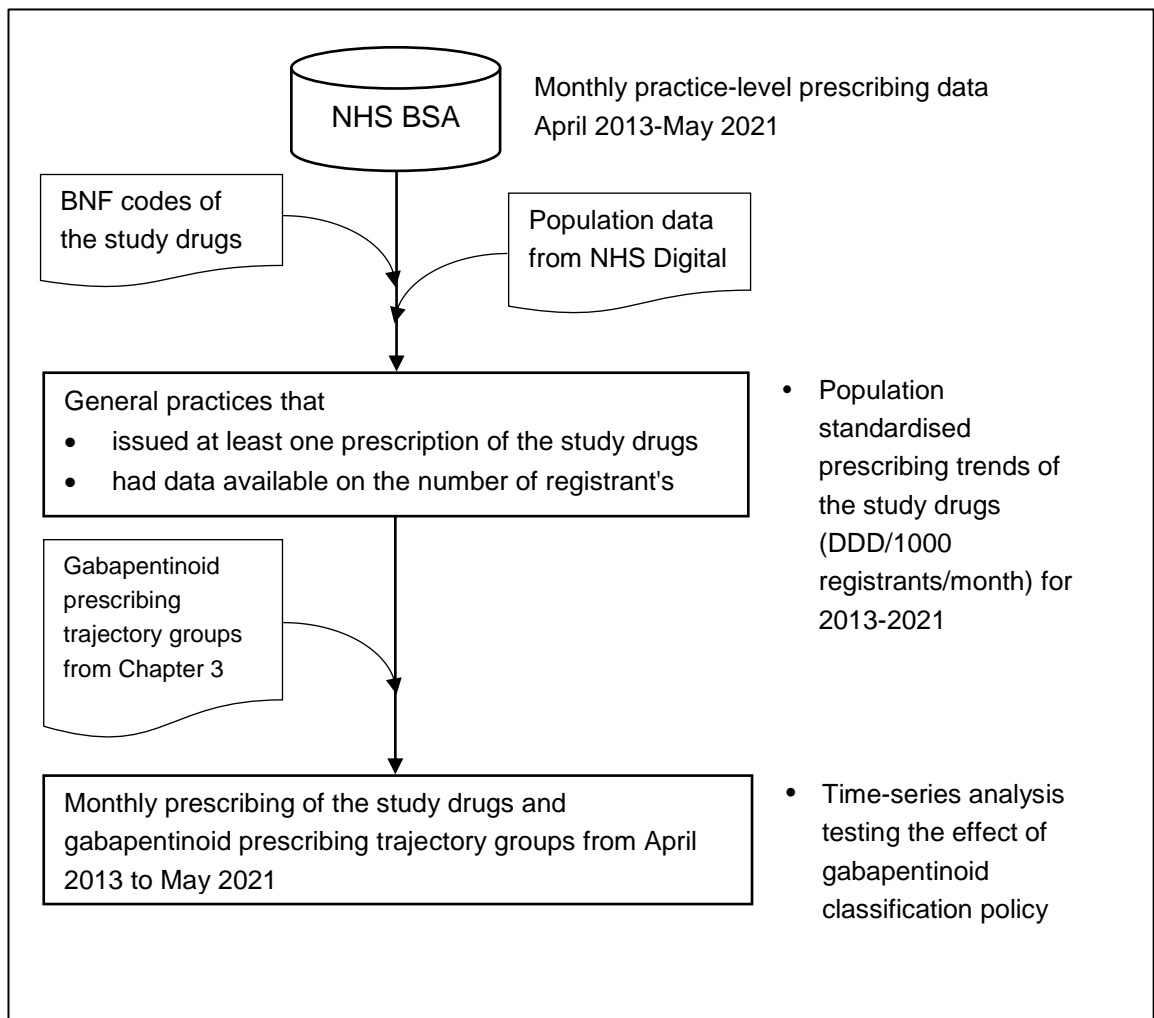 NHS BSA
Monthly practice-level prescribing data
April 2013-May 2021
BNF codes of
the study drugs
Population data
from NHS Digital
General practices that
• issued at least one prescription of the study drugs
• had data available on the number of registrant's
• Population
standardised
prescribing trends of
the study drugs
(DDD/1000
registrants/month) for
2013-2021
Gabapentinoid
prescribing
trajectory groups
from Chapter 3
Monthly prescribing of the study drugs and
gabapentinoid prescribing trajectory groups from April
2013 to May 2021
• Time-series analysis
testing the effect of
gabapentinoid
classification policy